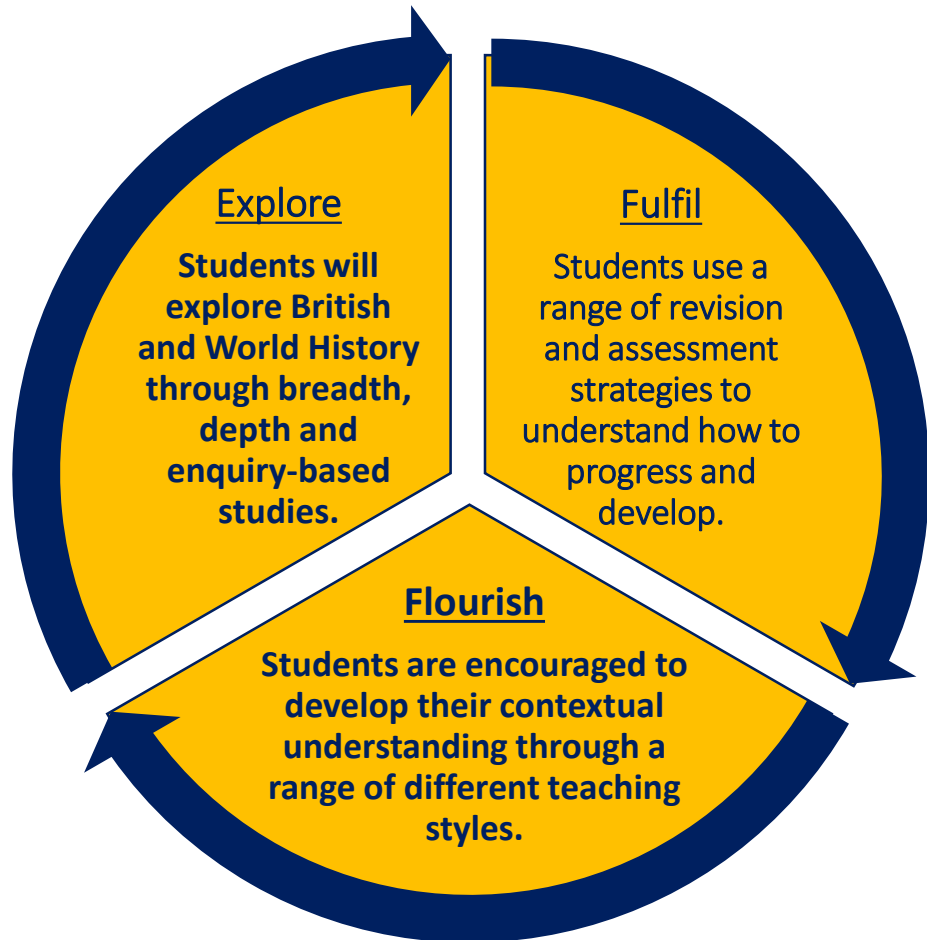 Explore
Students will
explore British
and World History
through breadth,
depth and
enquiry-based
studies.
Fulfil
Students use a
range of revision
and assessment
strategies to
understand how to
progress and
develop.
Flourish
Students are encouraged to
develop their contextual
understanding through a
range of different teaching
styles.